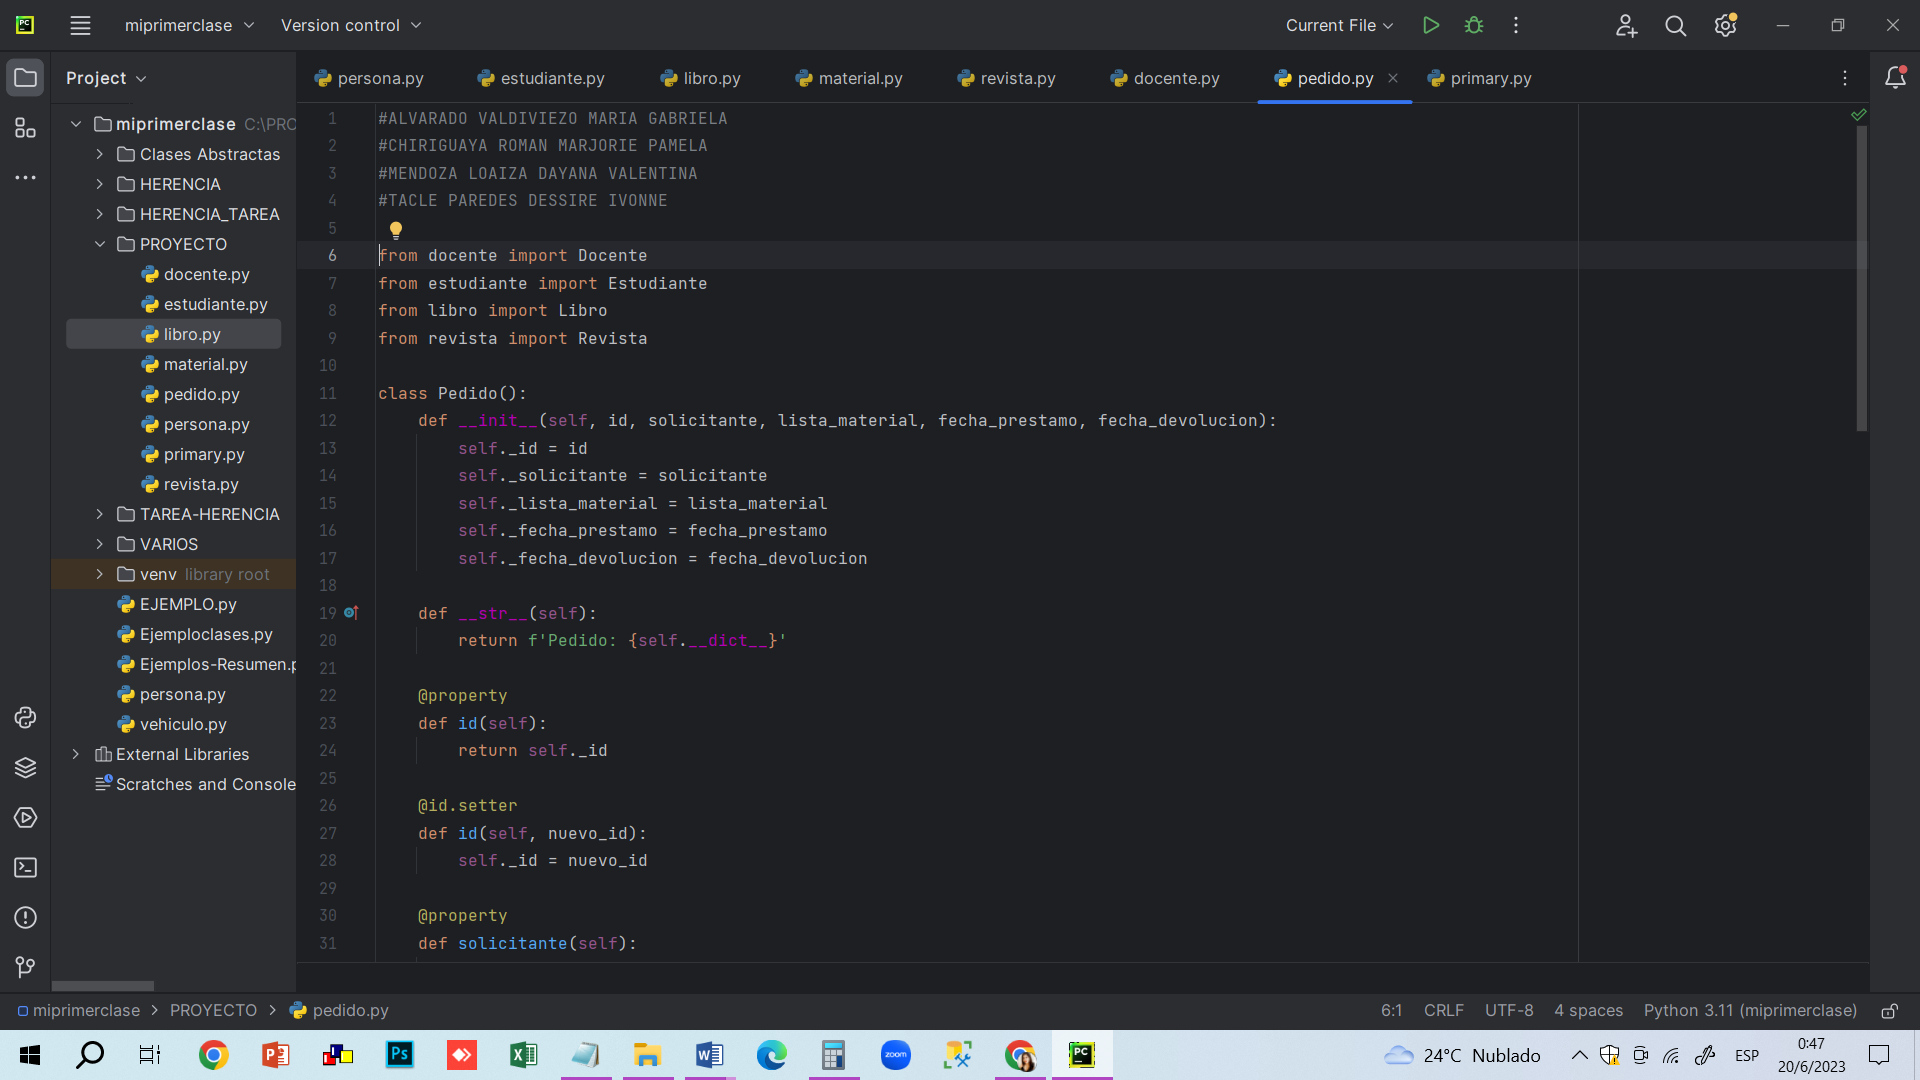 miprimerclase
Version control
Current File
Project
persona.py
estudiante.py
libro.py
material.py
revista.py
docente.py
pedido.py
primary.py
miprimerclase C:\PRO
Clases Abstractas
HERENCIA
HERENCIA_TAREA
PROYECTO
docente.py
estudiante.py
libro.py
material.py
pedido.py
persona.py
primary.py
revista.py
TAREA-HERENCIA
VARIOS
venv library root
EJEMPLO.py
Ejemploclases.py
Ejemplos-Resumen.p
persona.py
vehiculo.py
External Libraries
Scratches and Console
1 #ALVARADO VALDIVIEZO MARIA GABRIELA
2 #CHIRIGUAYA ROMAN MARJORIE PAMELA
3 #MENDOZA LOAIZA DAYANA VALENTINA
4 #TACLE PAREDES DESSIRE IVONNE
5
6 from docente import Docente
7 from estudiante import Estudiante
8 from libro import Libro
9 from revista import Revista
10
11 class Pedido():
12 def __init__(self, id, solicitante, lista_material, fecha_prestamo, fecha_devolucion):
13 self._id = id
14 self._solicitante = solicitante
15 self._lista_material = lista_material
16 self._fecha_prestamo = fecha_prestamo
17 self._fecha_devolucion = fecha_devolucion
18
19 def __str__(self):
20 return f'Pedido: {self.__dict__}'
21
22 @property
23 def id(self):
24 return self._id
25
26 @id.setter
27 def id(self, nuevo_id):
28 self._id = nuevo_id
29
30 @property
31 def solicitante(self):
miprimerclase > PROYECTO > pedido.py
6:1 CRLF UTF-8 4 spaces Python 3.11 (miprimerclase)
24°C Nublado
ESP
0:47
20/6/2023